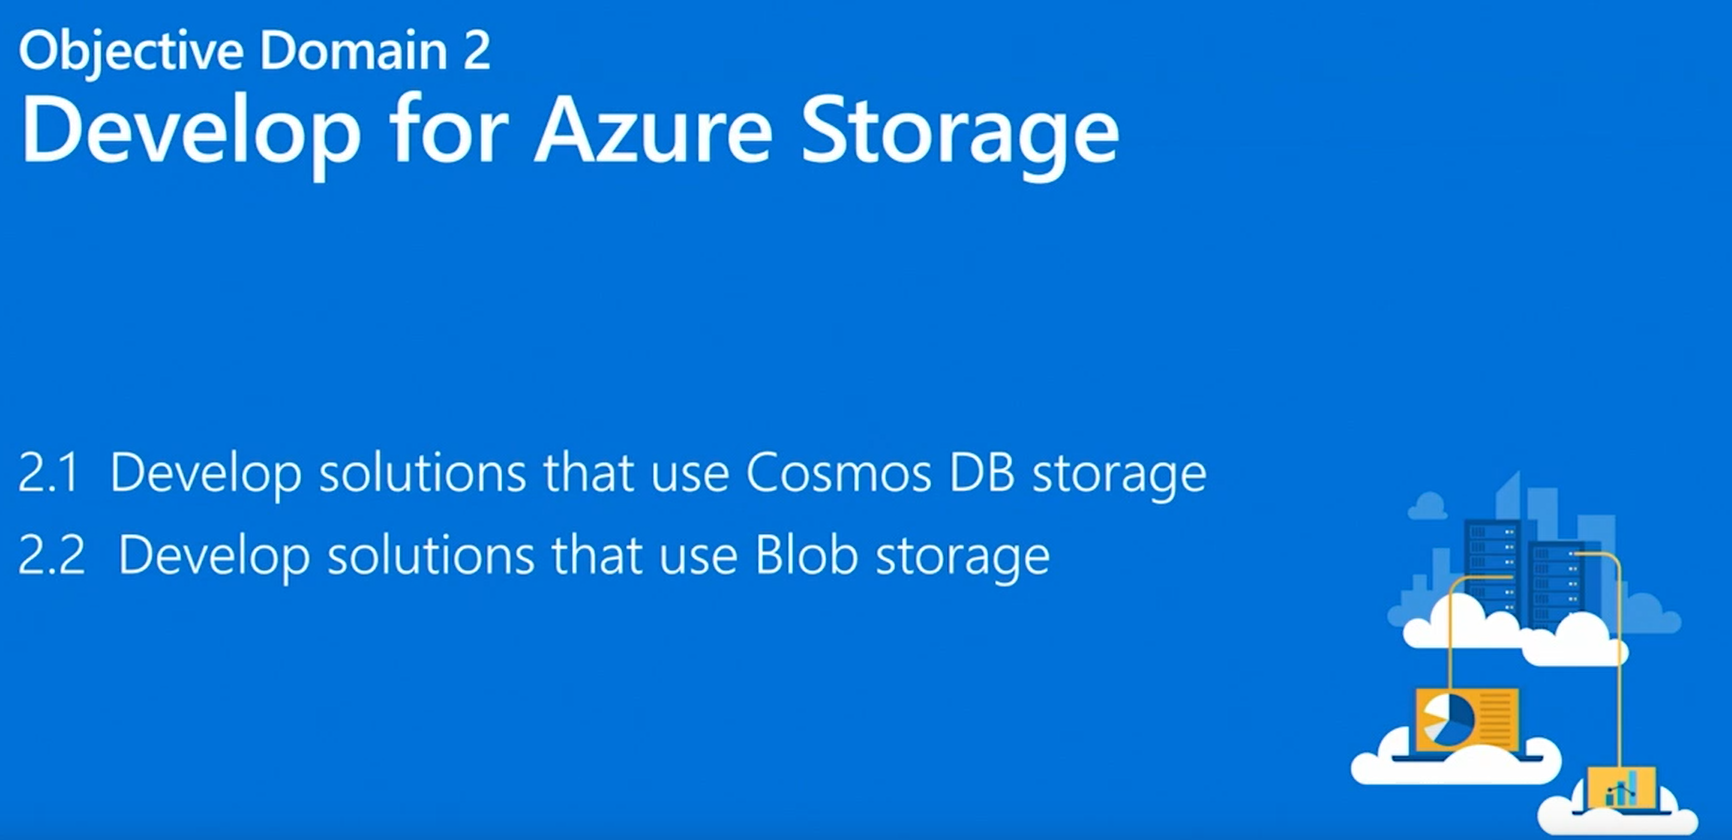 Objective Domain 2
Develop for Azure Storage
2.1 Develop solutions that use Cosmos DB storage
2.2 Develop solutions that use Blob storage